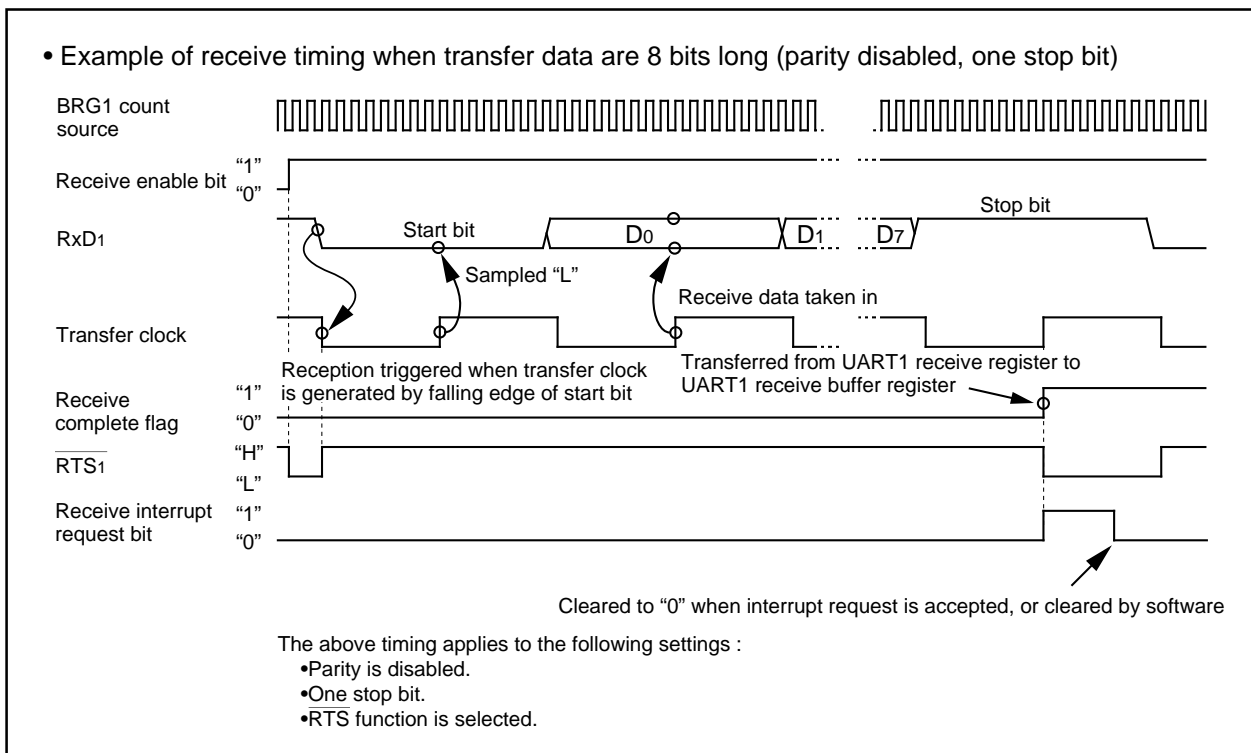 • Example of receive timing when transfer data are 8 bits long (parity disabled, one stop bit)
BRG1 count
source
Receive enable bit
“1”
“0”
RxD1
Start bit
D0
D1
D7
Stop bit
Sampled “L”
Receive data taken in
Transfer clock
Reception triggered when transfer clock
is generated by falling edge of start bit
Transferred from UART1 receive register to
UART1 receive buffer register
Receive
complete flag
“1”
“0”
RTS1
“H”
“L”
Receive interrupt
request bit
“1”
“0”
Cleared to “0” when interrupt request is accepted, or cleared by software
The above timing applies to the following settings :
•Parity is disabled.
•One stop bit.
•RTS function is selected.